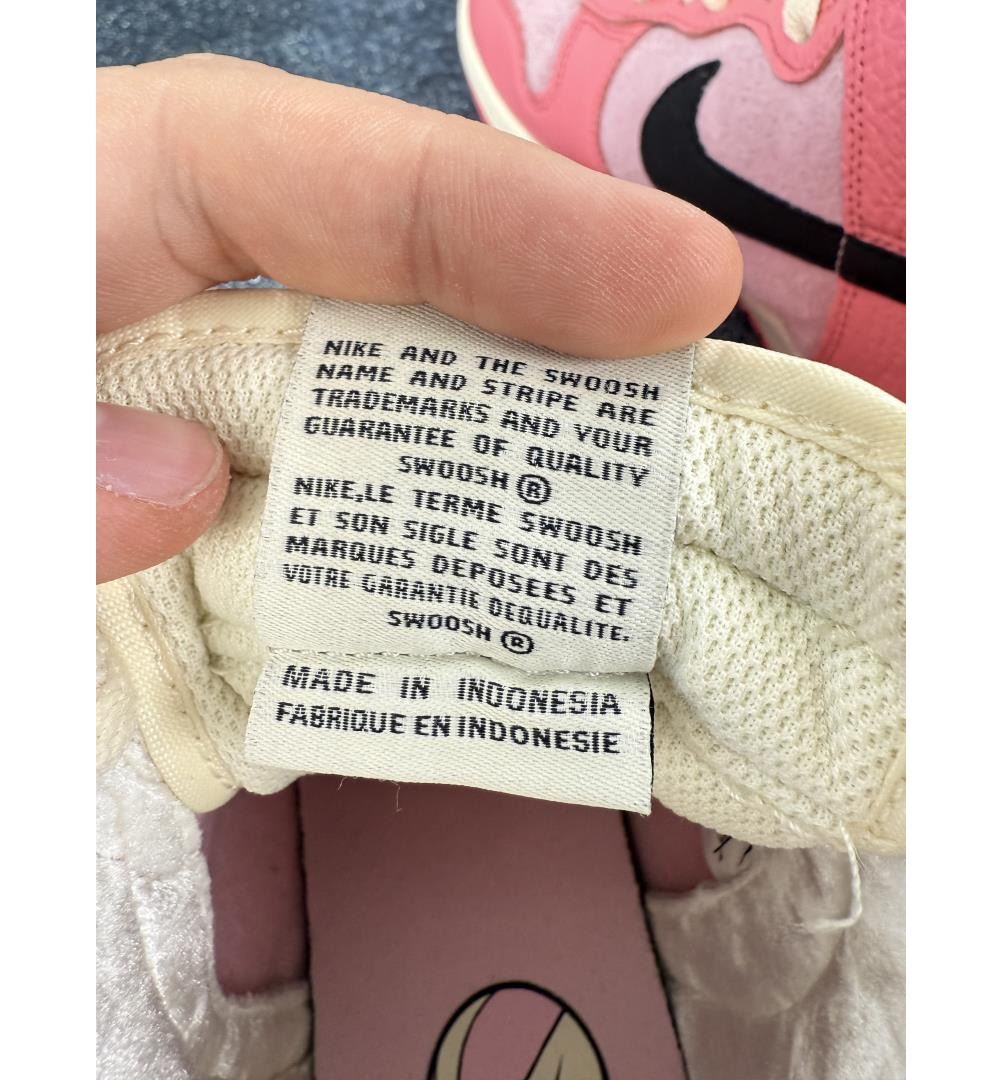 NIKE AND THE SWOOSH
NAME AND STRIPE ARE
TRADEMARKS AND YOUR
GUARANTEE OF QUALITY
SWOOSH ®
NIKE,LE TERME SWOOSH
ET SON SIGLE SONT DES
MARQUES DEPOSEES ET
VOTRE GARANTIE DEQUALITE.
SWOOSH ®
MADE IN INDONESIA
FABRIQUE EN INDONESIE